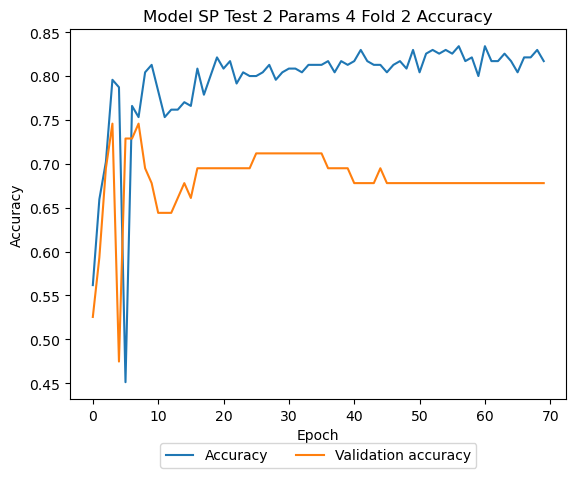 Model SP Test 2 Params 4 Fold 2 Accuracy
0.85
0.80
0.75
0.70
0.65
0.60
0.55
0.50
0.45
Accuracy
0 10 20 30 40 50 60 70
Epoch
Accuracy Validation accuracy